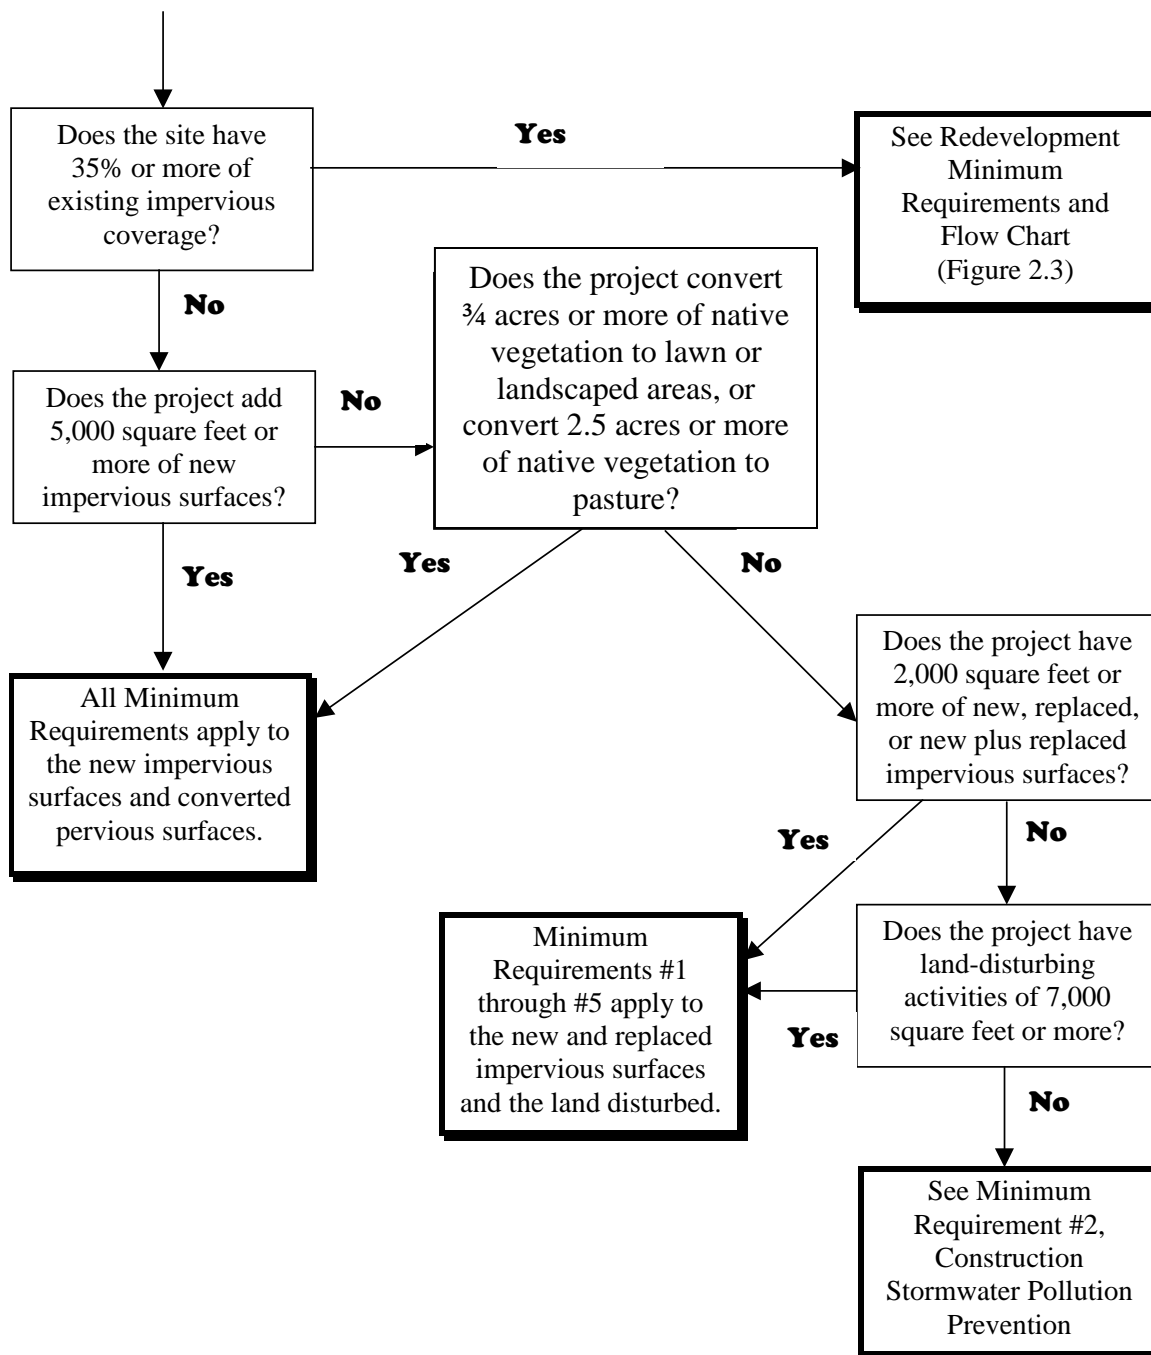 Does the site have
35% or more of
existing impervious
coverage?
Yes
See Redevelopment
Minimum
Requirements and
Flow Chart
(Figure 2.3)
No
Does the project convert
¾ acres or more of native
vegetation to lawn or
landscaped areas, or
convert 2.5 acres or more
of native vegetation to
pasture?
Does the project add
5,000 square feet or
more of new
impervious surfaces?
No
Yes
Yes
No
All Minimum
Requirements apply to
the new impervious
surfaces and converted
pervious surfaces.
Does the project have
2,000 square feet or
more of new, replaced,
or new plus replaced
impervious surfaces?
Yes
No
Minimum
Requirements #1
through #5 apply to
the new and replaced
impervious surfaces
and the land disturbed.
Does the project have
land-disturbing
activities of 7,000
square feet or more?
Yes
No
See Minimum
Requirement #2,
Construction
Stormwater Pollution
Prevention